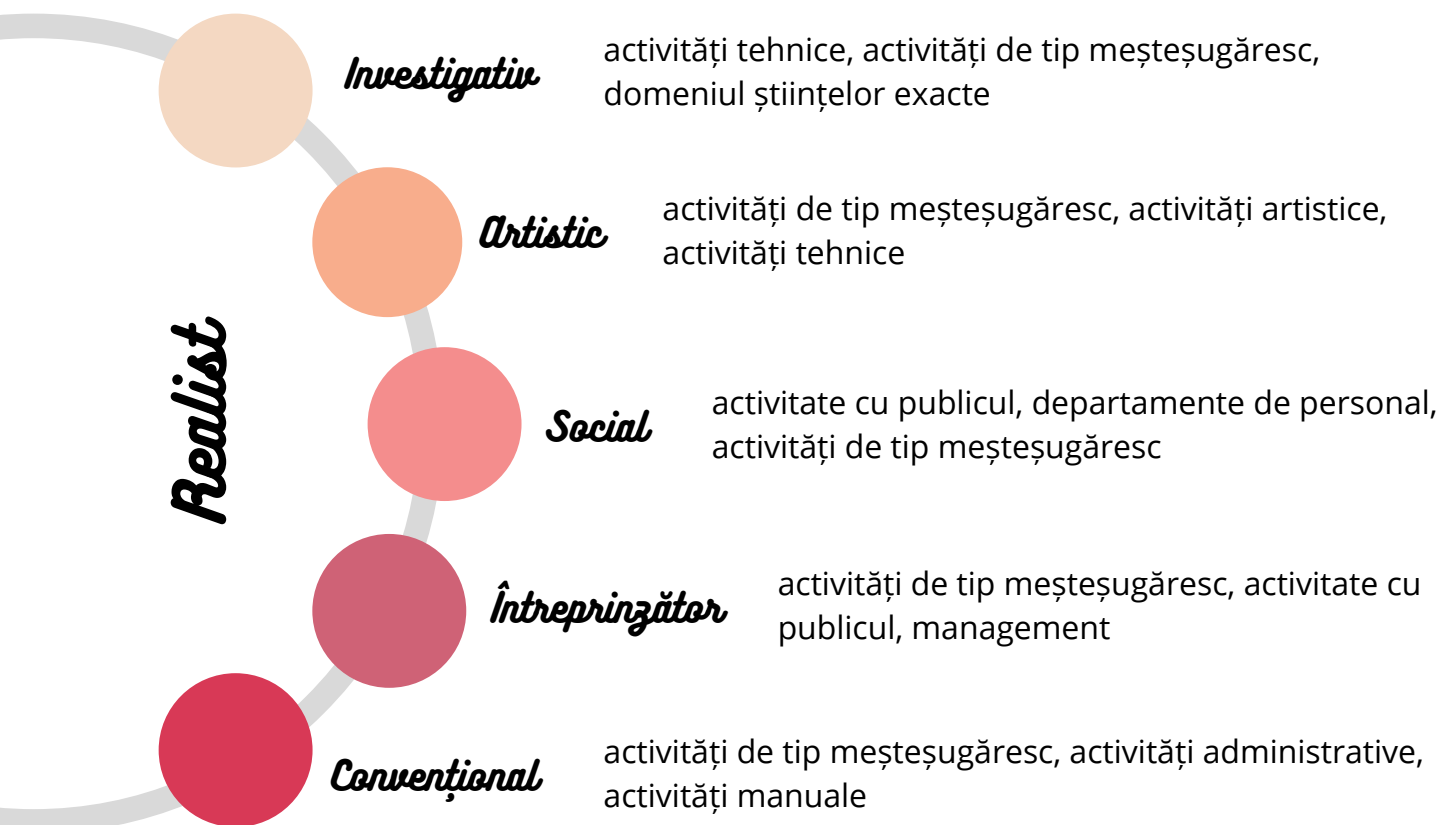 Investigativ
activități tehnice, activități de tip meșteșugăresc,
domeniul științelor exacte
Artistic
activități de tip meșteșugăresc, activități artistice,
activități tehnice
Realist
Social
activitate cu publicul, departamente de personal,
activități de tip meșteșugăresc
Întreprinzător
activități de tip meșteșugăresc, activitate cu
publicul, management
Convențional
activități de tip meșteșugăresc, activități administrative,
activități manuale